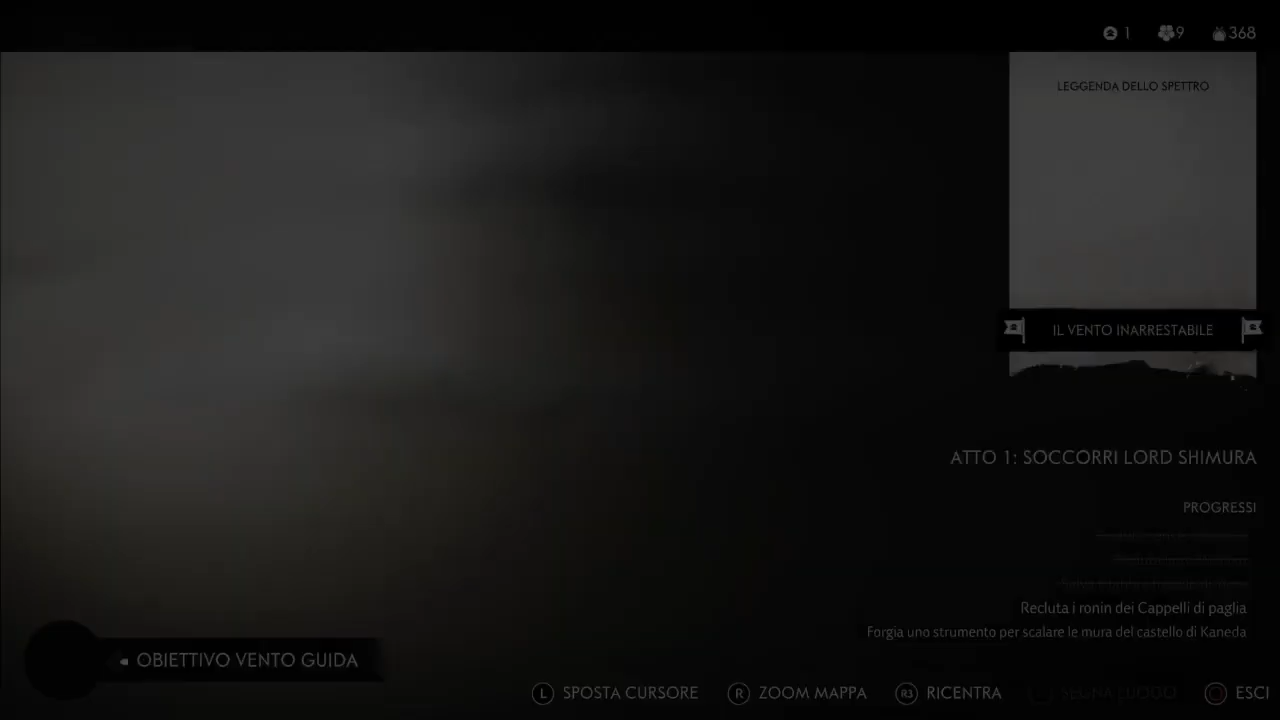 1 9 368
LEGGENDA DELLO SPETTRO
IL VENTO INARRESTABILE
ATTO 1: SOCCORRI LORD SHIMURA
PROGRESSI
Recluta i ronin dei Cappelli di paglia
Forgia uno strumento per scalare le mura del castello di Kaneda
OBIETTIVO VENTO GUIDA
L SPOSTA CURSORE R ZOOM MAPPA R3 RICENTRA SEGNA LUOGO ESCI